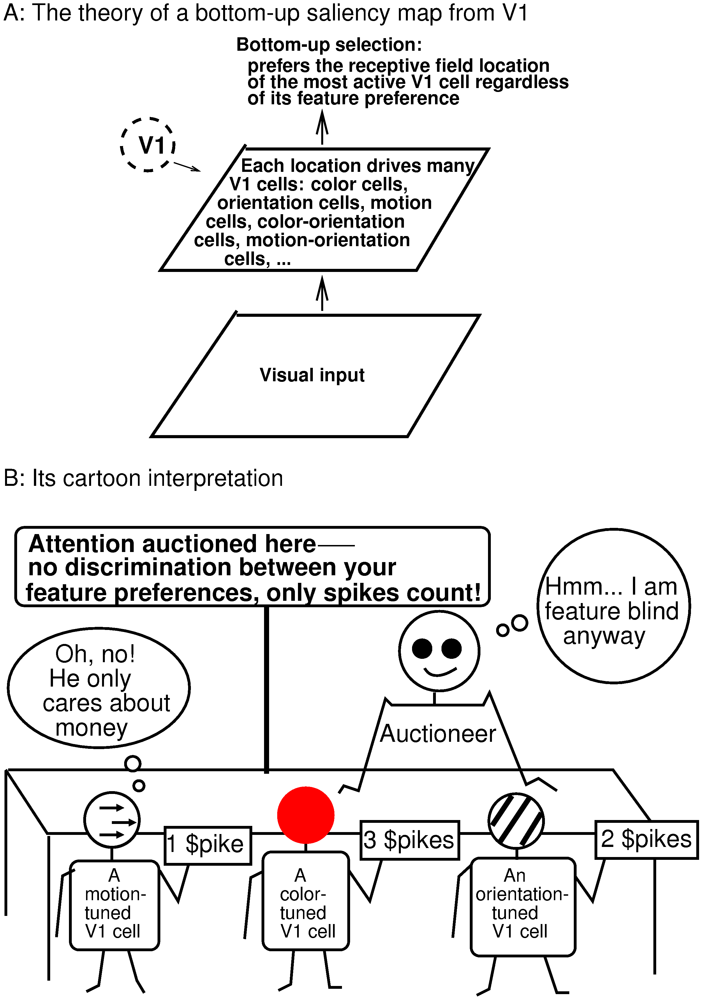 A: The theory of a bottom-up saliency map from V1
Bottom-up selection:
prefers the receptive field location
of the most active V1 cell regardless
of its feature preference
V1
Each location drives many
V1 cells: color cells,
orientation cells, motion
cells, color-orientation
cells, motion-orientation
cells, ...
Visual input
B: Its cartoon interpretation
Attention auctioned here——
no discrimination between your
feature preferences, only spikes count!
Hmm... I am
feature blind
anyway
Oh, no!
He only
cares about
money
Auctioneer
1 $pike
3 $pikes
2 $pikes
A
motion-
tuned
V1 cell
A
color-
tuned
V1 cell
An
orientation-
tuned
V1 cell